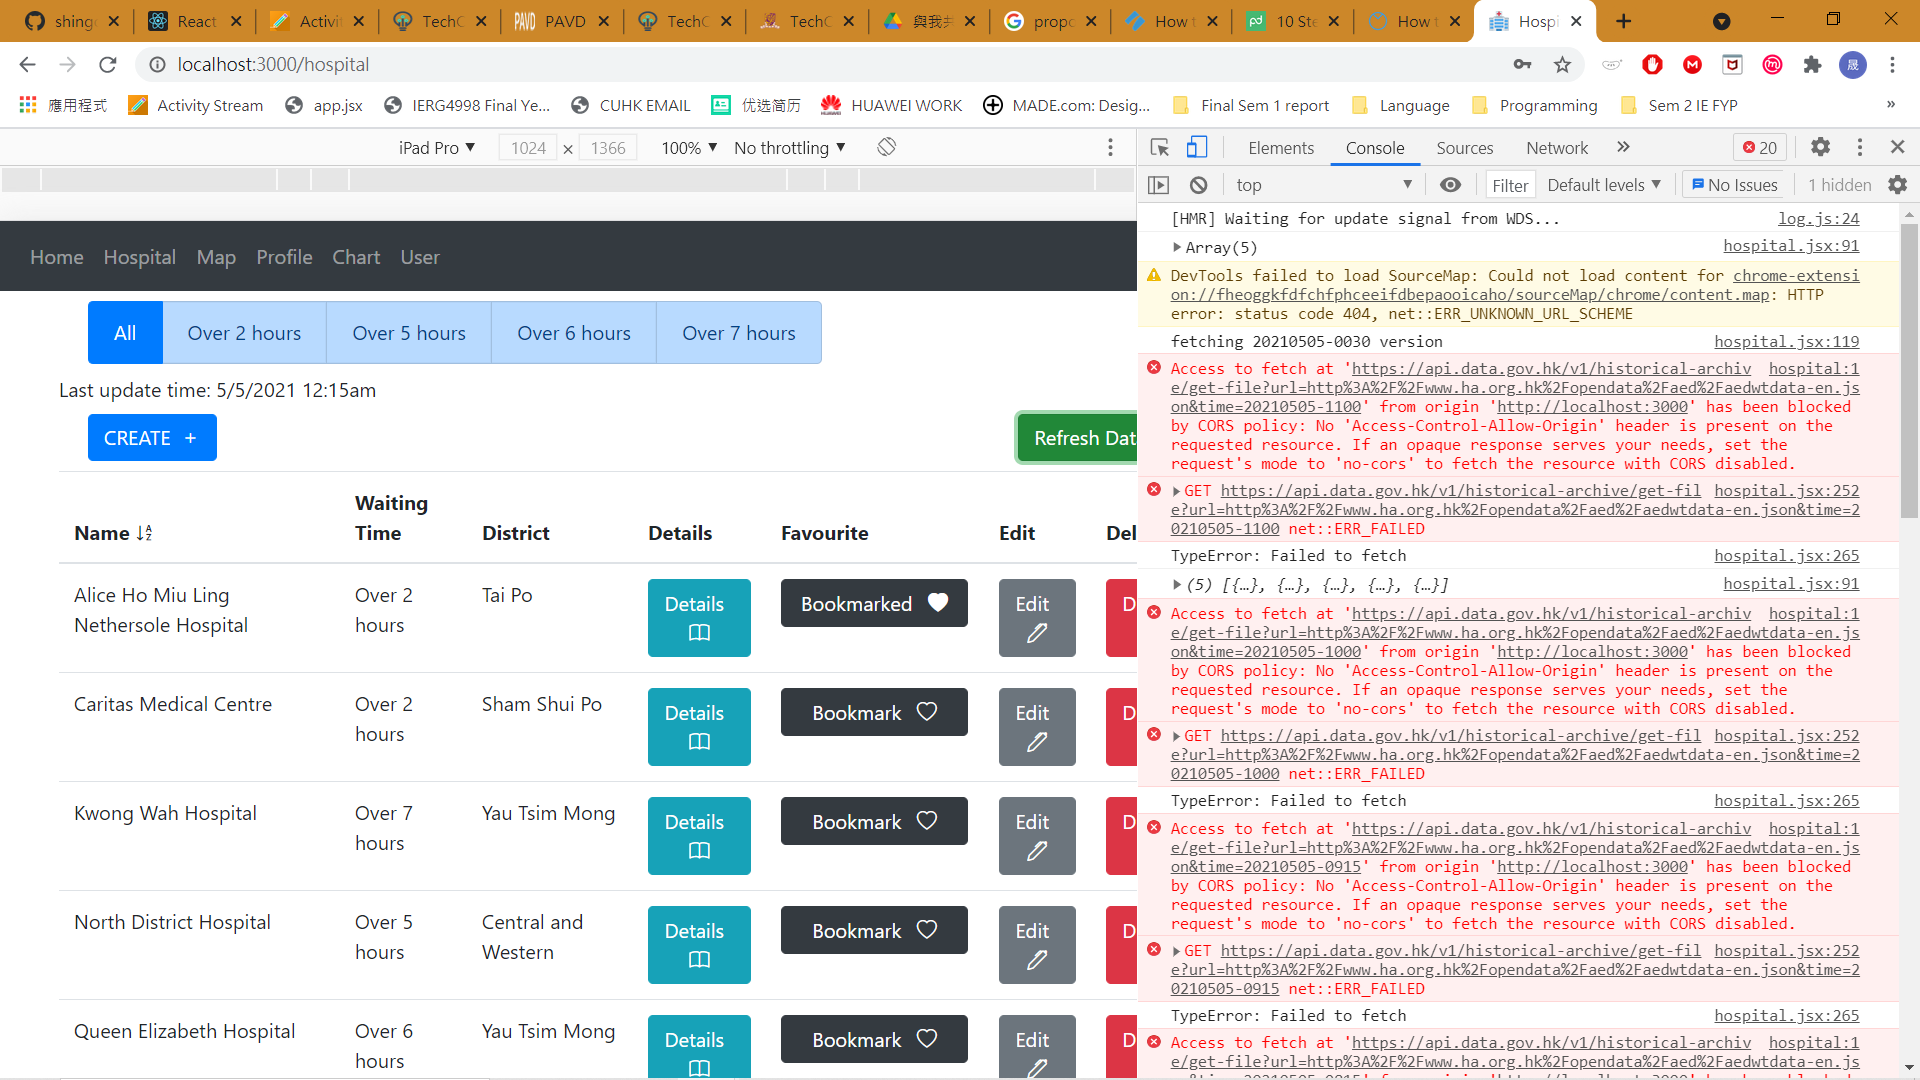 shing
React
Activit
TechC
PAVD PAVD
TechC
TechC
與我共
propo
How t
10 Ste
How t
Hospi
localhost:3000/hospital
晟
應用程式 Activity Stream app.jsx IERG4998 Final Ye... CUHK EMAIL 优选简历 HUAWEI WORK MADE.com: Desig... Final Sem 1 report Language Programming Sem 2 IE FYP »
iPad Pro ▼ 1024 × 1366 100% ▼ No throttling ▼
Home Hospital Map Profile Chart User
All Over 2 hours Over 5 hours Over 6 hours Over 7 hours
Last update time: 5/5/2021 12:15am
CREATE +
Refresh Dat
Name Waiting Time District Details Favourite Edit Del
Alice Ho Miu Ling Over 2 Tai Po Details Bookmarked Edit D
Nethersole Hospital hours
Caritas Medical Centre Over 2 Sham Shui Po Details Bookmark Edit D
hours
Kwong Wah Hospital Over 7 Yau Tsim Mong Details Bookmark Edit D
hours
North District Hospital Over 5 Central and Details Bookmark Edit D
hours Western
Queen Elizabeth Hospital Over 6 Yau Tsim Mong Details Bookmark Edit D
hours
Elements Console Sources Network » 20
top ▼ Filter Default levels ▼ No Issues 1 hidden
[HMR] Waiting for update signal from WDS... log.js:24
Array(5) hospital.jsx:91
DevTools failed to load SourceMap: Could not load content for chrome-extensi
on://fheoggkfdfchfphceeifdbepaooicaho/sourceMap/chrome/content.map: HTTP
error: status code 404, net::ERR_UNKNOWN_URL_SCHEME
fetching 20210505-0030 version hospital.jsx:119
Access to fetch at 'https://api.data.gov.hk/v1/historical-archiv hospital:1
e/get-file?url=http%3A%2F%2Fwww.ha.org.hk%2Fopendata%2Faed%2Faedwtdata-en.js
on&time=20210505-1100' from origin 'http://localhost:3000' has been blocked
by CORS policy: No 'Access-Control-Allow-Origin' header is present on the
requested resource. If an opaque response serves your needs, set the
request's mode to 'no-cors' to fetch the resource with CORS disabled.
GET https://api.data.gov.hk/v1/historical-archive/get-fil hospital.jsx:252
e?url=http%3A%2F%2Fwww.ha.org.hk%2Fopendata%2Faed%2Faedwtdata-en.json&time=2
0210505-1100 net::ERR_FAILED
TypeError: Failed to fetch hospital.jsx:265
(5) [{…}, {…}, {…}, {…}, {…}] hospital.jsx:91
Access to fetch at 'https://api.data.gov.hk/v1/historical-archiv hospital:1
e/get-file?url=http%3A%2F%2Fwww.ha.org.hk%2Fopendata%2Faed%2Faedwtdata-en.js
on&time=20210505-1000' from origin 'http://localhost:3000' has been blocked
by CORS policy: No 'Access-Control-Allow-Origin' header is present on the
requested resource. If an opaque response serves your needs, set the
request's mode to 'no-cors' to fetch the resource with CORS disabled.
GET https://api.data.gov.hk/v1/historical-archive/get-fil hospital.jsx:252
e?url=http%3A%2F%2Fwww.ha.org.hk%2Fopendata%2Faed%2Faedwtdata-en.json&time=2
0210505-1000 net::ERR_FAILED
TypeError: Failed to fetch hospital.jsx:265
Access to fetch at 'https://api.data.gov.hk/v1/historical-archiv hospital:1
e/get-file?url=http%3A%2F%2Fwww.ha.org.hk%2Fopendata%2Faed%2Faedwtdata-en.js
on&time=20210505-0915' from origin 'http://localhost:3000' has been blocked
by CORS policy: No 'Access-Control-Allow-Origin' header is present on the
requested resource. If an opaque response serves your needs, set the
request's mode to 'no-cors' to fetch the resource with CORS disabled.
GET https://api.data.gov.hk/v1/historical-archive/get-fil hospital.jsx:252
e?url=http%3A%2F%2Fwww.ha.org.hk%2Fopendata%2Faed%2Faedwtdata-en.json&time=2
0210505-0915 net::ERR_FAILED
TypeError: Failed to fetch hospital.jsx:265
Access to fetch at 'https://api.data.gov.hk/v1/historical-archiv hospital:1
e/get-file?url=http%3A%2F%2Fwww.ha.org.hk%2Fopendata%2Faed%2Faedwtdata-en.js